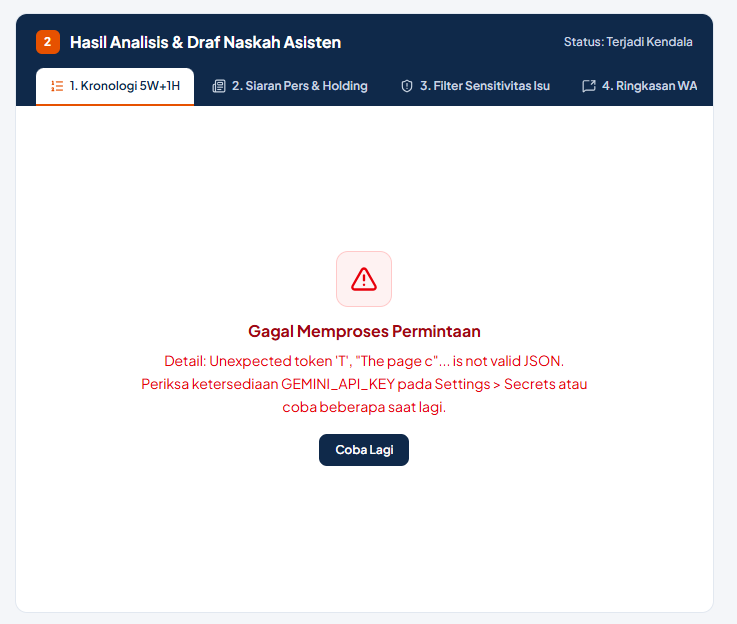 2 Hasil Analisis & Draf Naskah Asisten Status: Terjadi Kendala
1. Kronologi 5W+1H 2. Siaran Pers & Holding 3. Filter Sensitivitas Isu 4. Ringkasan WA
Gagal Memproses Permintaan
Detail: Unexpected token 'T', "The page c"... is not valid JSON.
Periksa ketersediaan GEMINI_API_KEY pada Settings > Secrets atau
coba beberapa saat lagi.
Coba Lagi